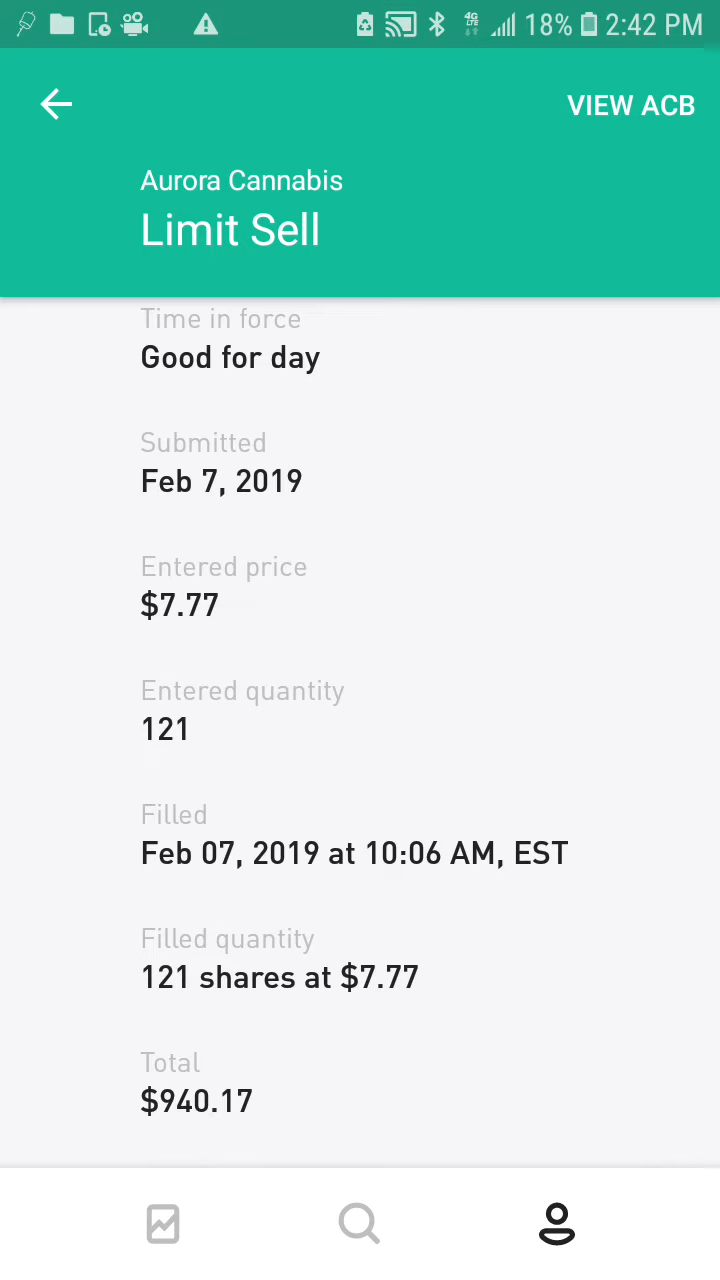 18% 2:42 PM
VIEW ACB
Aurora Cannabis
Limit Sell
Time in force
Good for day
Submitted
Feb 7, 2019
Entered price
$7.77
Entered quantity
121
Filled
Feb 07, 2019 at 10:06 AM, EST
Filled quantity
121 shares at $7.77
Total
$940.17